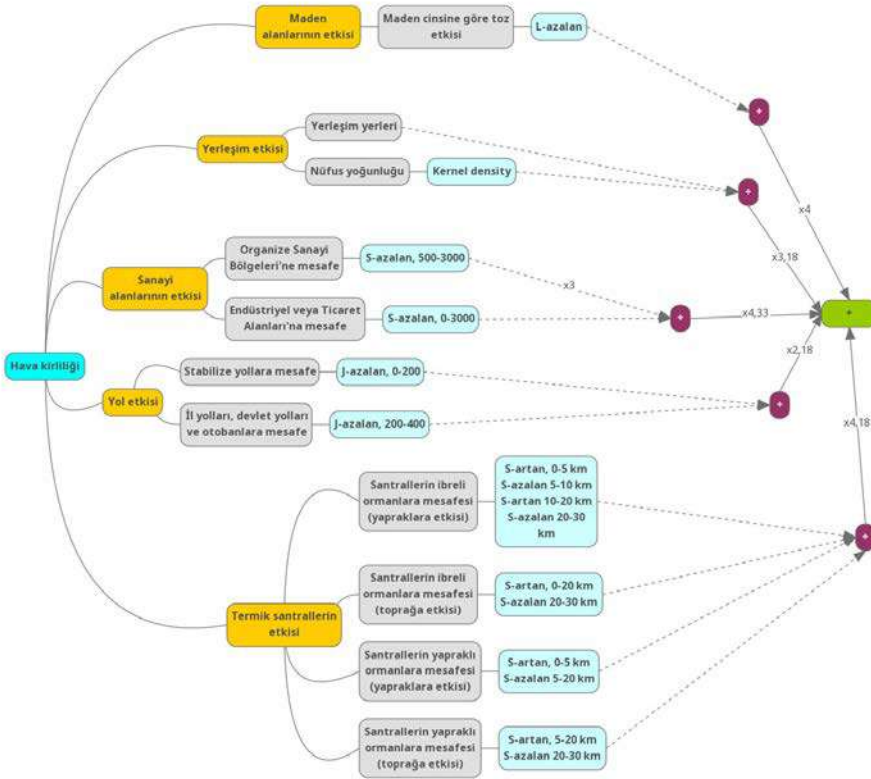 Maden
alanlarının etkisi
Maden cinsine göre toz
etkisi
L-azalan
+
Yerleşim etkisi
Yerleşim yerleri
Nüfus yoğunluğu
Kernel density
+
x4
x3,18
Sanayi
alanlarının etkisi
Organize Sanayi
Bölgeleri'ne mesafe
S-azalan, 500-3000
x3
Endüstriyel veya Ticaret
Alanları'na mesafe
S-azalan, 0-3000
+
x4,33
+
Hava kirliliği
Yol etkisi
Stabilize yollara mesafe
J-azalan, 0-200
x2,18
İl yolları, devlet yolları
ve otobanlara mesafe
J-azalan, 200-400
+
x4,18
Termik santrallerin
etkisi
Santrallerin ibreli
ormanlara mesafesi
(yapraklara etkisi)
S-artan, 0-5 km
S-azalan 5-10 km
S-artan 10-20 km
S-azalan 20-30
km
+
Santrallerin ibreli
ormanlara mesafesi
(toprağa etkisi)
S-artan, 0-20 km
S-azalan 20-30 km
Santrallerin yapraklı
ormanlara mesafesi
(yapraklara etkisi)
S-artan, 0-5 km
S-azalan 5-20 km
Santrallerin yapraklı
ormanlara mesafesi
(toprağa etkisi)
S-artan, 5-20 km
S-azalan 20-30 km